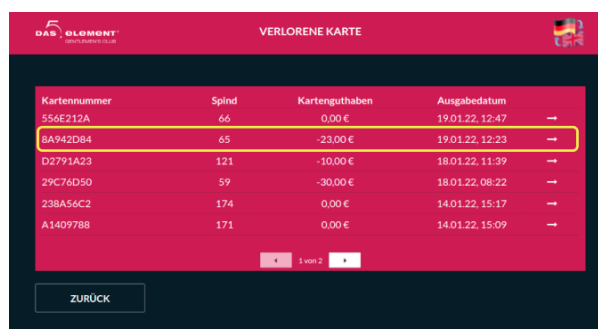 5
DAS ELEMENT
GENTLEMEN'S CLUB
VERLORENE KARTE
Kartennummer Spind Kartenguthaben Ausgabedatum
556E212A 66 0,00 € 19.01.22, 12:47 →
8A942D84 65 -23,00 € 19.01.22, 12:23 →
D2791A23 121 -10,00 € 18.01.22, 11:39 →
29C76D50 59 -30,00 € 18.01.22, 08:22 →
238A56C2 174 0,00 € 14.01.22, 15:17 →
A1409788 171 0,00 € 14.01.22, 15:09 →
1 von 2
ZURÜCK